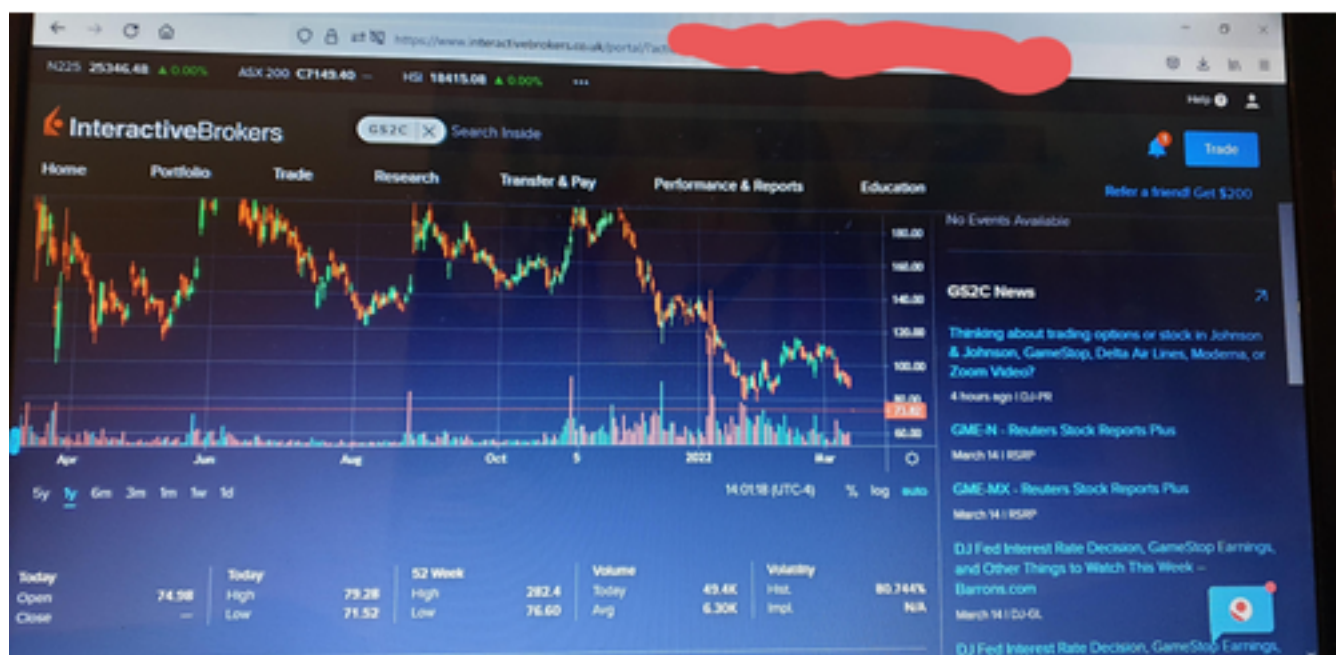 https://www.interactivebrokers.co.uk/portal/?acti
N225 25346.48 ▲ 0.00% ASX 200 C7149.40 — HSI 18415.08 ▲ 0.00% •••
Help ?
InteractiveBrokers
GS2C X Search Inside
Trade
Home Portfolio Trade Research Transfer & Pay Performance & Reports Education
Refer a friend! Get $200
No Events Available
180.00
160.00
140.00
120.00
100.00
80.00
73.82
60.00
Apr Jun Aug Oct 5 2022 Mar
5y 1y 6m 3m 1m 1w 1d
14:01:18 (UTC-4) % log auto
GS2C News
Thinking about trading options or stock in Johnson
& Johnson, GameStop, Delta Air Lines, Moderna, or
Zoom Video?
4 hours ago | DJ-PR
GME-N - Reuters Stock Reports Plus
March 14 | RSRP
GME-MX - Reuters Stock Reports Plus
March 14 | RSRP
DJ Fed Interest Rate Decision, GameStop Earnings,
and Other Things to Watch This Week —
Barrons.com
March 14 | DJ-GL
DJ Fed Interest Rate Decision, GameStop Earnings,
Today Today 52 Week Volume Volatility
Open 74.98 High 79.28 High 282.4 Today 49.4K Hist. 80.744%
Close — Low 71.52 Low 76.60 Avg 6.30K Impl. N/A